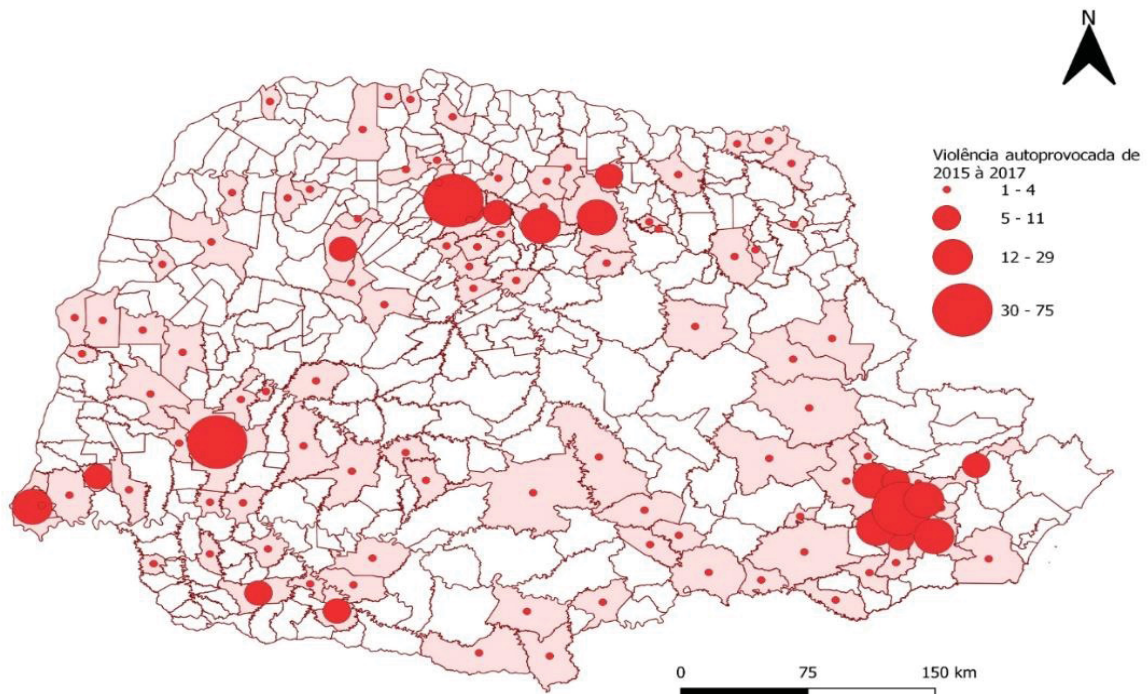 N
Violência autoprovocada de
2015 à 2017
1 - 4
5 - 11
12 - 29
30 - 75
0 75 150 km